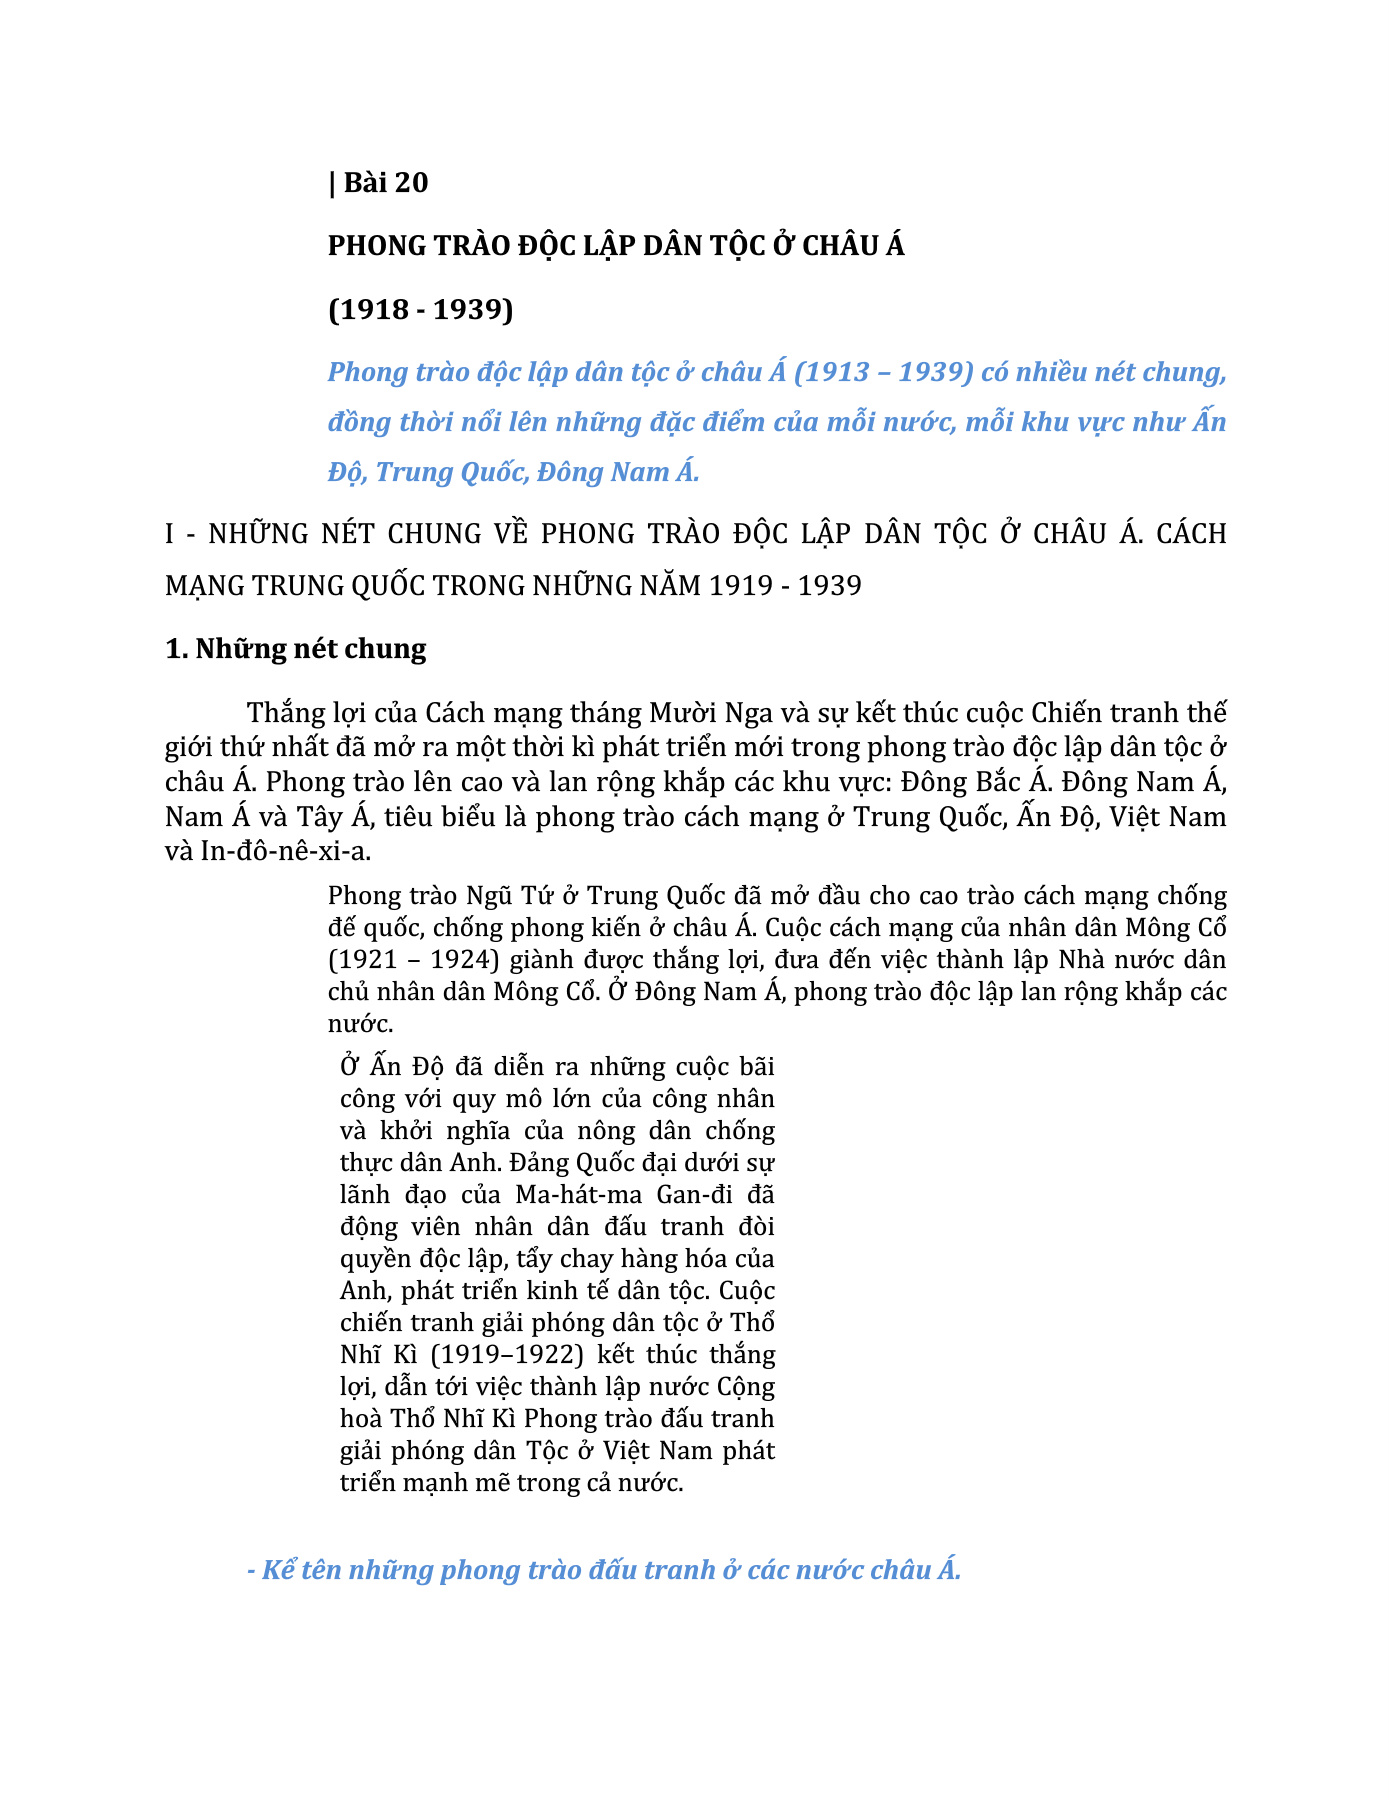 | Bài 20
PHONG TRÀO ĐỘC LẬP DÂN TỘC Ở CHÂU Á
(1918 - 1939)
Phong trào độc lập dân tộc ở châu Á (1913 – 1939) có nhiều nét chung,
đồng thời nổi lên những đặc điểm của mỗi nước, mỗi khu vực như Ấn
Độ, Trung Quốc, Đông Nam Á.
I - NHỮNG NÉT CHUNG VỀ PHONG TRÀO ĐỘC LẬP DÂN TỘC Ở CHÂU Á. CÁCH
MẠNG TRUNG QUỐC TRONG NHỮNG NĂM 1919 - 1939
1. Những nét chung
Thắng lợi của Cách mạng tháng Mười Nga và sự kết thúc cuộc Chiến tranh thế
giới thứ nhất đã mở ra một thời kì phát triển mới trong phong trào độc lập dân tộc ở
châu Á. Phong trào lên cao và lan rộng khắp các khu vực: Đông Bắc Á. Đông Nam Á,
Nam Á và Tây Á, tiêu biểu là phong trào cách mạng ở Trung Quốc, Ấn Độ, Việt Nam
và In-đô-nê-xi-a.
Phong trào Ngũ Tứ ở Trung Quốc đã mở đầu cho cao trào cách mạng chống
đế quốc, chống phong kiến ở châu Á. Cuộc cách mạng của nhân dân Mông Cổ
(1921 – 1924) giành được thắng lợi, đưa đến việc thành lập Nhà nước dân
chủ nhân dân Mông Cổ. Ở Đông Nam Á, phong trào độc lập lan rộng khắp các
nước.
Ở Ấn Độ đã diễn ra những cuộc bãi
công với quy mô lớn của công nhân
và khởi nghĩa của nông dân chống
thực dân Anh. Đảng Quốc đại dưới sự
lãnh đạo của Ma-hát-ma Gan-đi đã
động viên nhân dân đấu tranh đòi
quyền độc lập, tẩy chay hàng hóa của
Anh, phát triển kinh tế dân tộc. Cuộc
chiến tranh giải phóng dân tộc ở Thổ
Nhĩ Kì (1919–1922) kết thúc thắng
lợi, dẫn tới việc thành lập nước Cộng
hoà Thổ Nhĩ Kì Phong trào đấu tranh
giải phóng dân Tộc ở Việt Nam phát
triển mạnh mẽ trong cả nước.
- Kể tên những phong trào đấu tranh ở các nước châu Á.